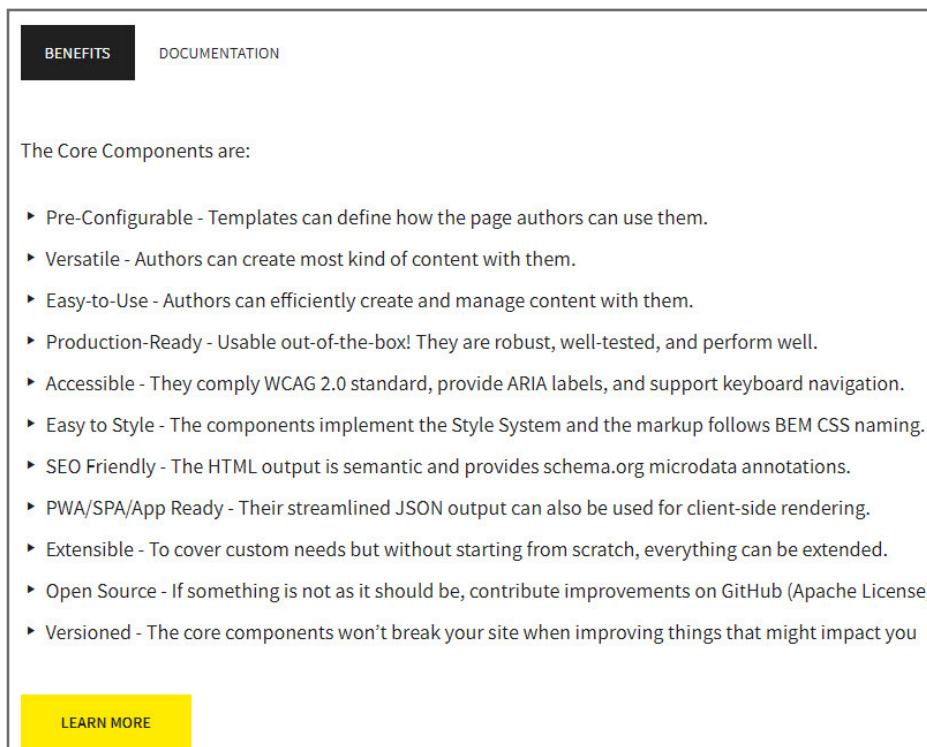 BENEFITS DOCUMENTATION
The Core Components are:
Pre-Configurable - Templates can define how the page authors can use them.
Versatile - Authors can create most kind of content with them.
Easy-to-Use - Authors can efficiently create and manage content with them.
Production-Ready - Usable out-of-the-box! They are robust, well-tested, and perform well.
Accessible - They comply WCAG 2.0 standard, provide ARIA labels, and support keyboard navigation.
Easy to Style - The components implement the Style System and the markup follows BEM CSS naming.
SEO Friendly - The HTML output is semantic and provides schema.org microdata annotations.
PWA/SPA/App Ready - Their streamlined JSON output can also be used for client-side rendering.
Extensible - To cover custom needs but without starting from scratch, everything can be extended.
Open Source - If something is not as it should be, contribute improvements on GitHub (Apache License)
Versioned - The core components won’t break your site when improving things that might impact you
LEARN MORE